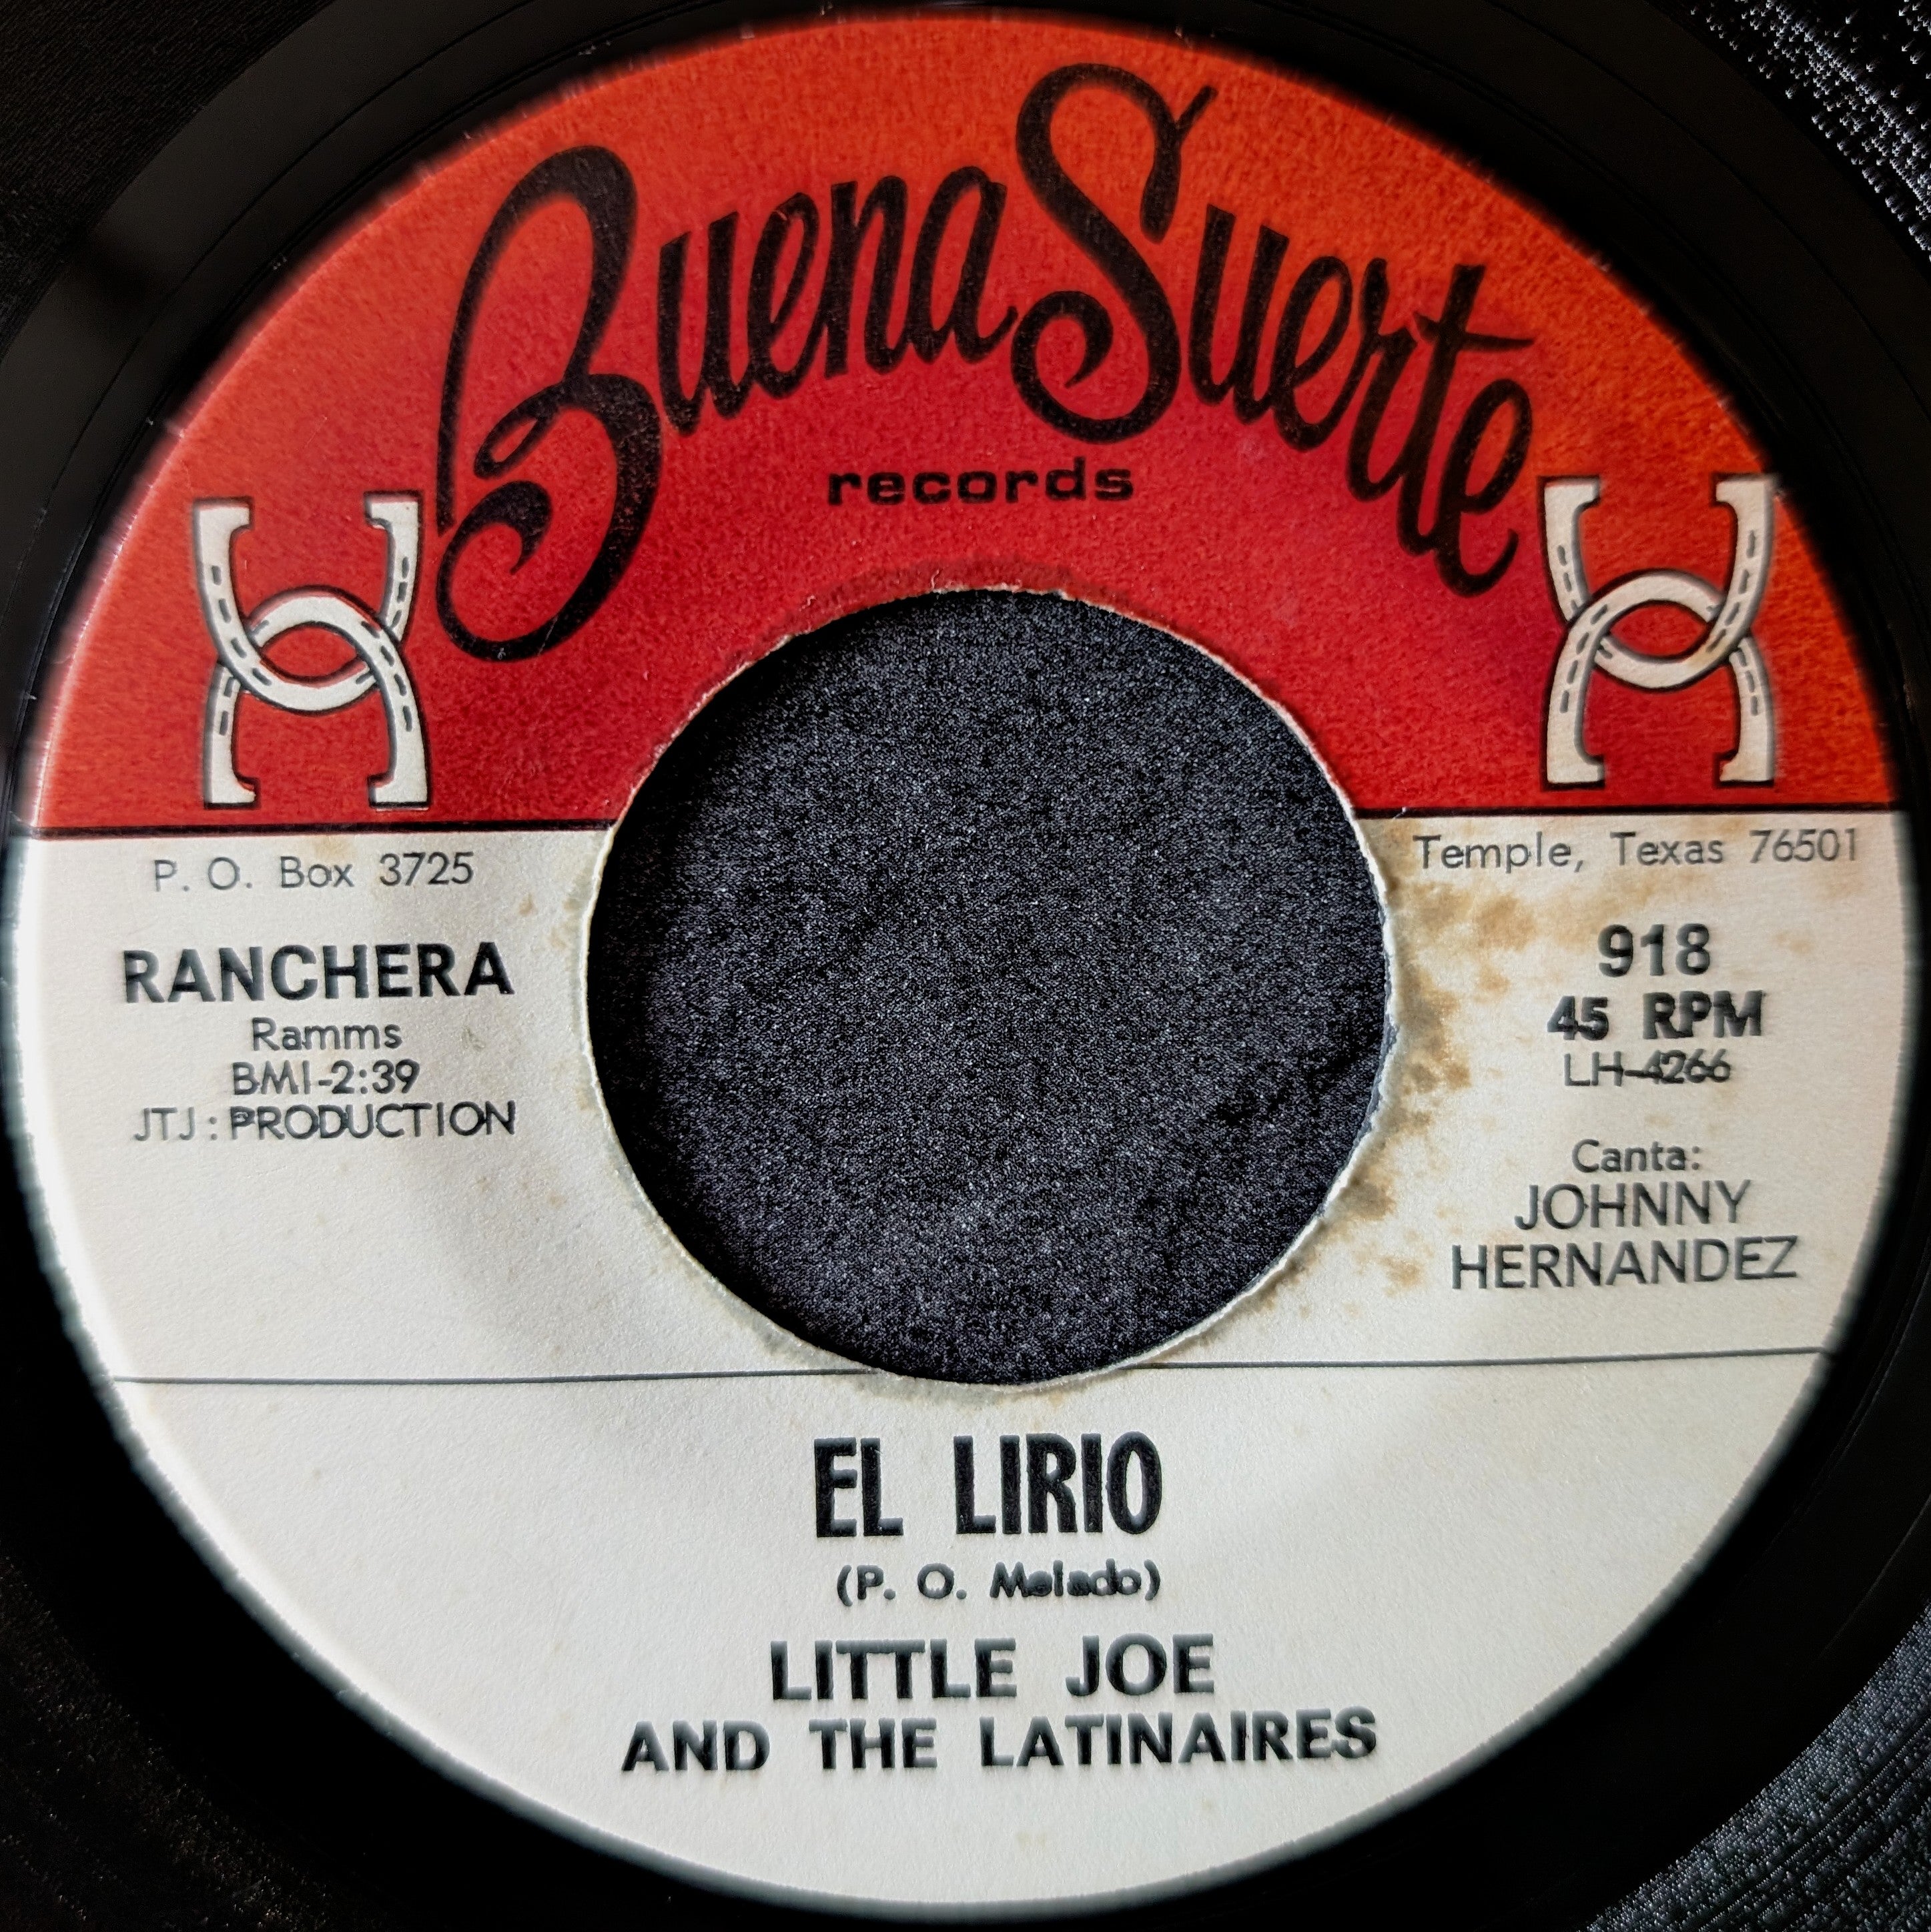 Buena Suerte
records
P. O. Box 3725
Temple, Texas 76501
RANCHERA
Ramms
BMI-2:39
JTJ: PRODUCTION
918
45 RPM
LH-4266
Canta:
JOHNNY
HERNANDEZ
EL LIRIO
(P. O. Melado)
LITTLE JOE
AND THE LATINAIRES